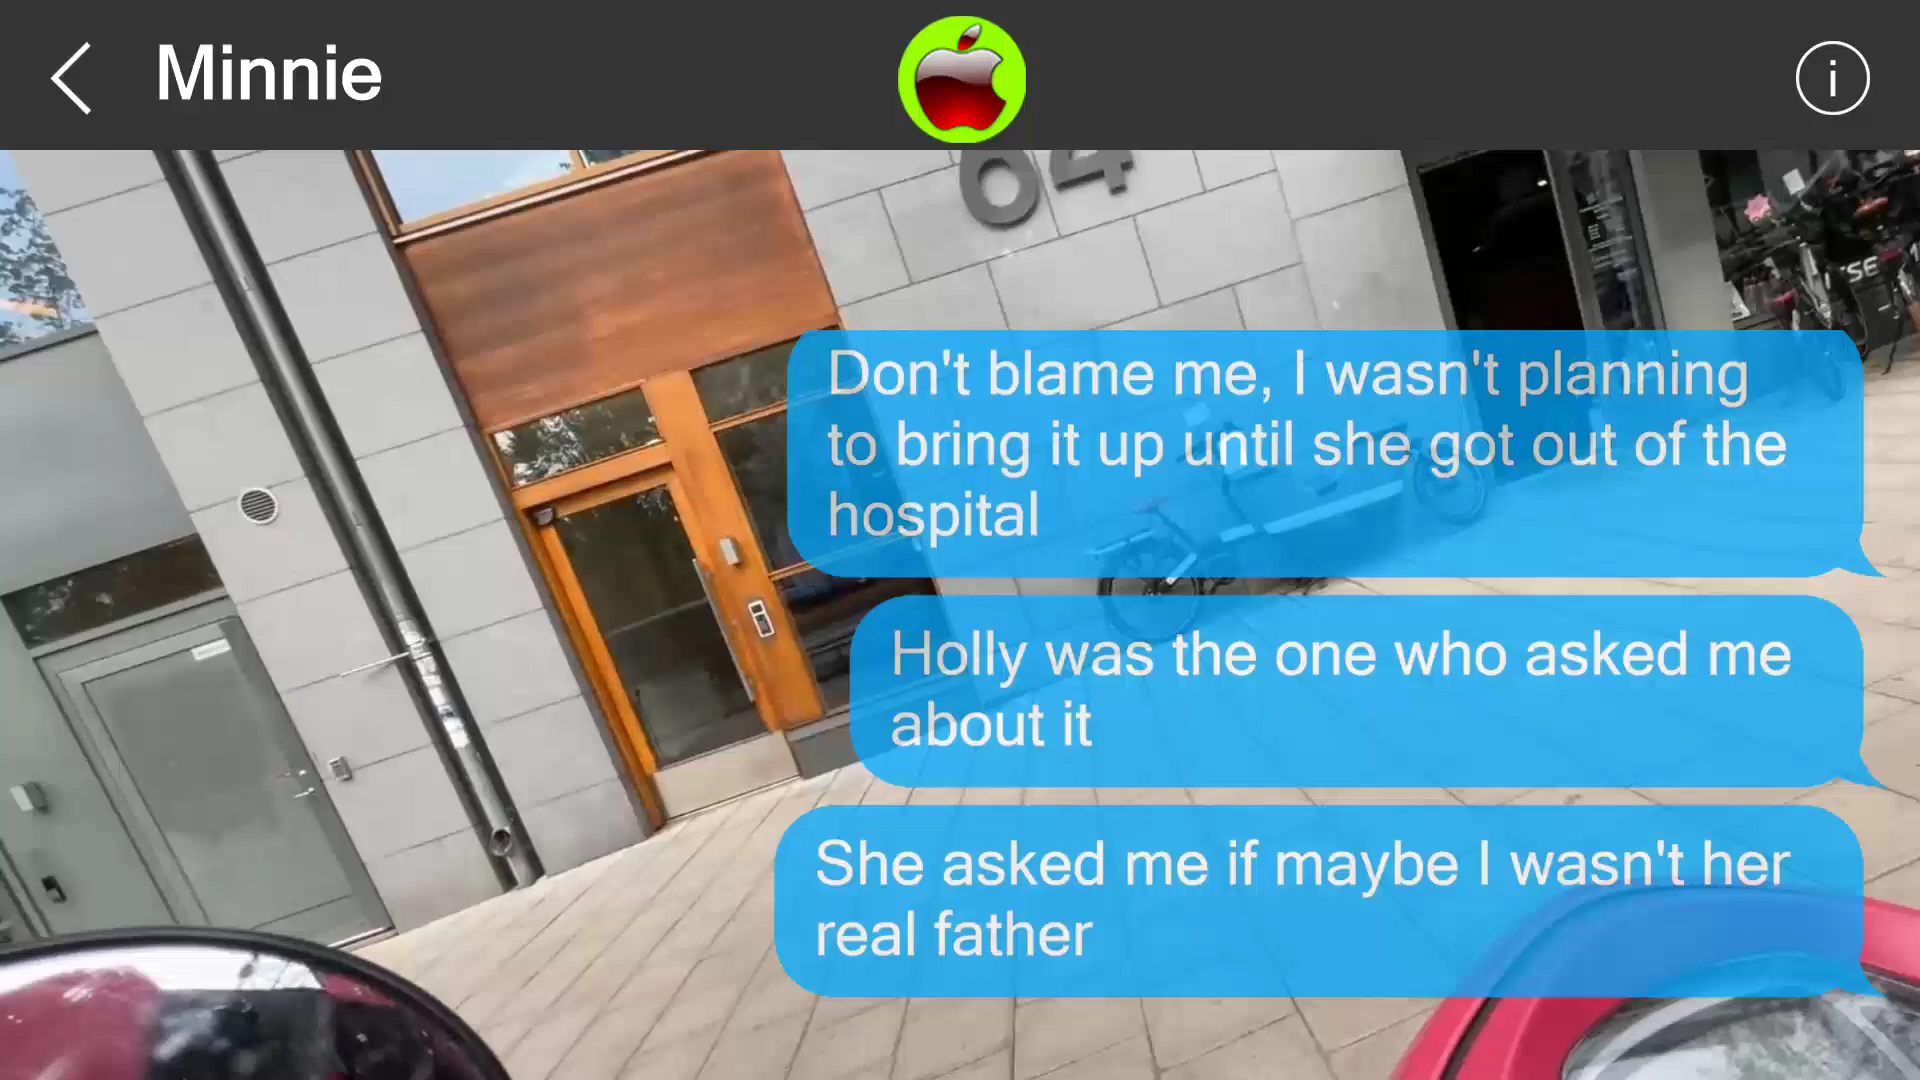 Minnie
i
64
Don't blame me, I wasn't planning
to bring it up until she got out of the
hospital
Holly was the one who asked me
about it
She asked me if maybe I wasn't her
real father